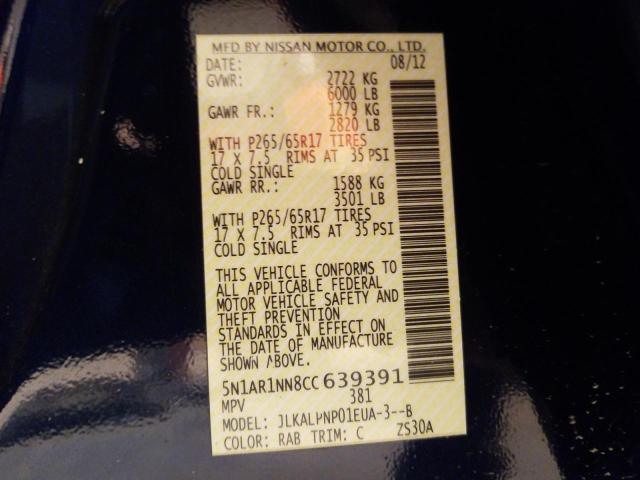 MFD BY NISSAN MOTOR CO., LTD.
DATE: 08/12
GVWR: 2722 KG
6000 LB
GAWR FR.: 1279 KG
2820 LB
WITH P265/65R17 TIRES
17 X 7.5 RIMS AT 35 PSI
COLD SINGLE
GAWR RR.: 1588 KG
3501 LB
WITH P265/65R17 TIRES
17 X 7.5 RIMS AT 35 PSI
COLD SINGLE
THIS VEHICLE CONFORMS TO
ALL APPLICABLE FEDERAL
MOTOR VEHICLE SAFETY AND
THEFT PREVENTION
STANDARDS IN EFFECT ON
THE DATE OF MANUFACTURE
SHOWN ABOVE.
5N1AR1NN8CC639391
MPV 381
MODEL: JLKALPNP01EUA-3--B
COLOR: RAB TRIM: C ZS30A